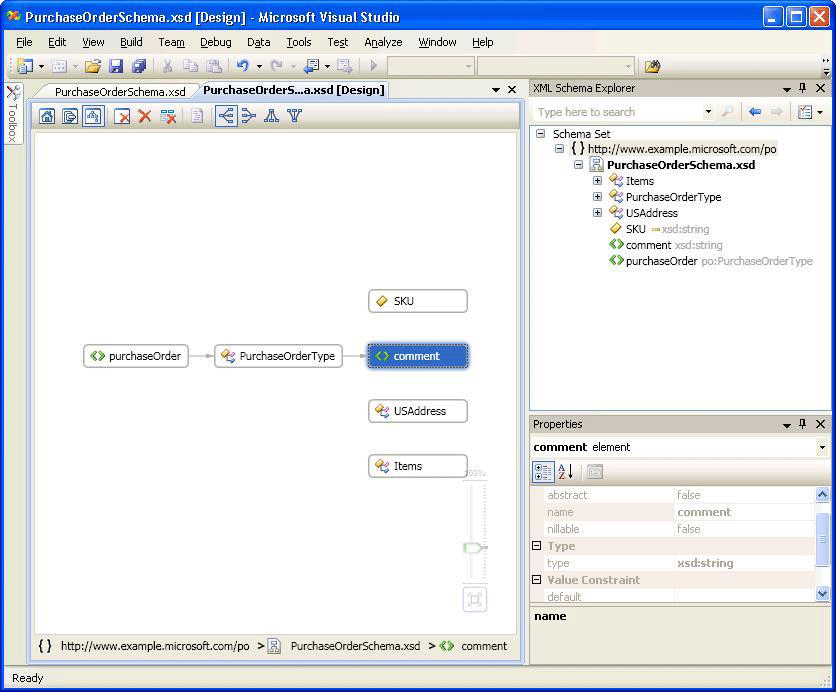 PurchaseOrderSchema.xsd [Design] - Microsoft Visual Studio
File Edit View Build Team Debug Data Tools Test Analyze Window Help
Toolbox
PurchaseOrderSchema.xsd PurchaseOrderS...a.xsd [Design]
SKU
purchaseOrder PurchaseOrderType comment
USAddress
Items
100%
{ } http://www.example.microsoft.com/po > PurchaseOrderSchema.xsd > comment
XML Schema Explorer
Type here to search
Schema Set
{ } http://www.example.microsoft.com/po
PurchaseOrderSchema.xsd
Items
PurchaseOrderType
USAddress
SKU xsd:string
comment xsd:string
purchaseOrder po:PurchaseOrderType
Properties
comment element
abstract false
name comment
nillable false
Type
type xsd:string
Value Constraint
default
name
Ready